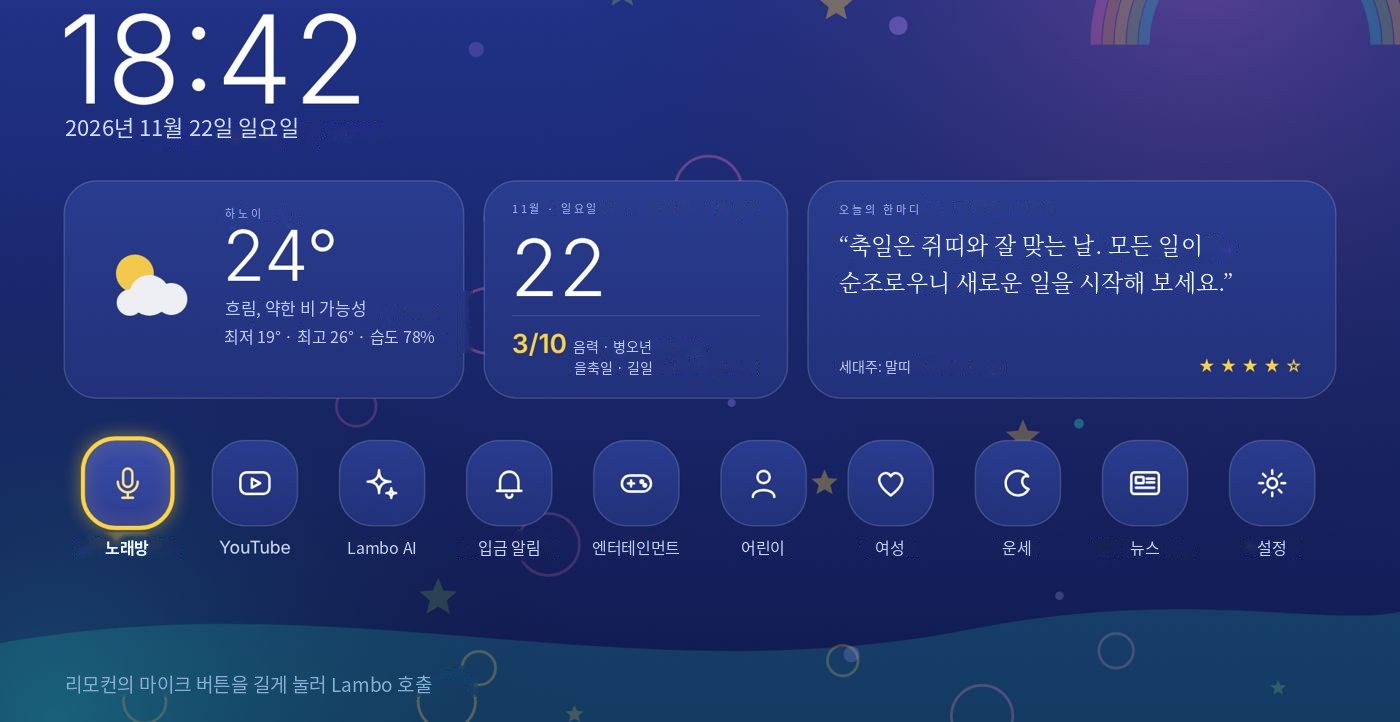 18:42
2026년 11월 22일 일요일
하노이
24°
흐림, 약한 비 가능성
최저 19° · 최고 26° · 습도 78%
11월 · 일요일
22
3/10 음력 · 병오년
을축일 · 길일
오늘의 한마디
“축일은 쥐띠와 잘 맞는 날. 모든 일이
순조로우니 새로운 일을 시작해 보세요.”
세대주: 말띠
★★★★☆
노래방
YouTube
Lambo AI
입금 알림
엔터테인먼트
어린이
여성
운세
뉴스
설정
리모컨의 마이크 버튼을 길게 눌러 Lambo 호출